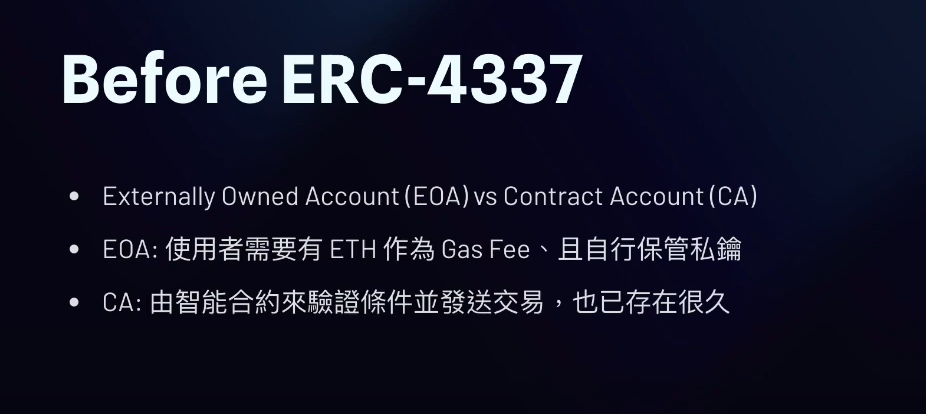 Before ERC-4337
• Externally Owned Account (EOA) vs Contract Account (CA)
• EOA: 使用者需要有 ETH 作為 Gas Fee、且自行保管私鑰
• CA: 由智能合約來驗證條件並發送交易，也已存在很久